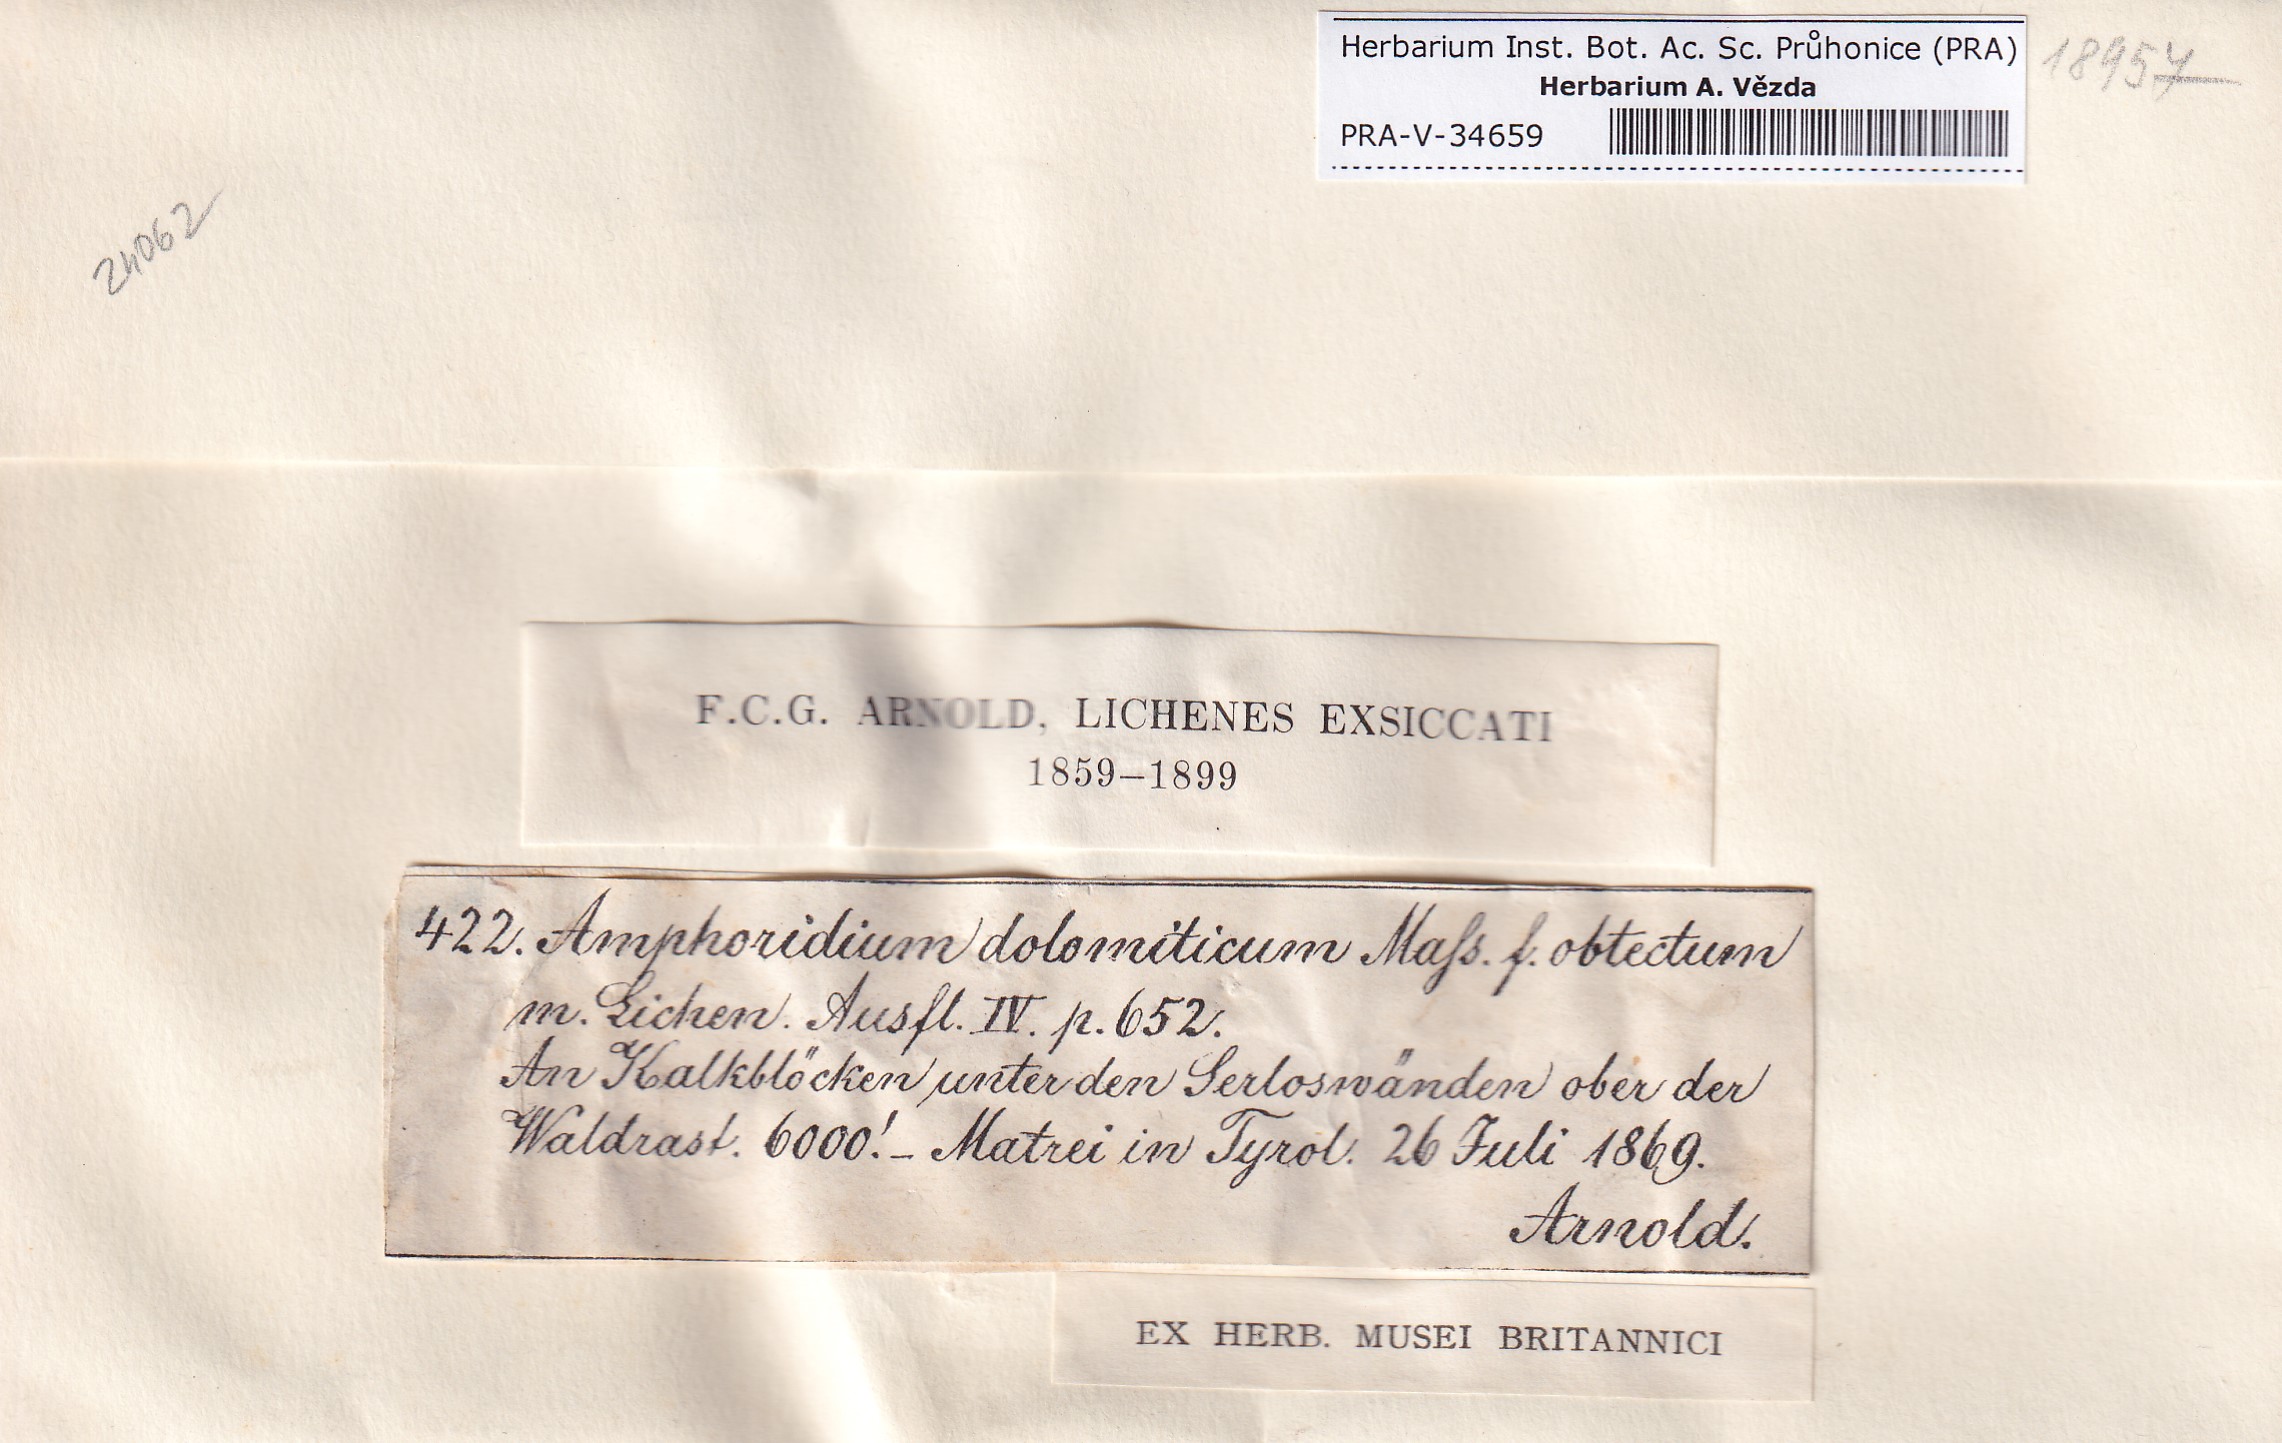 Herbarium Inst. Bot. Ac. Sc. Průhonice (PRA)
Herbarium A. Vězda
PRA-V-34659
18957
24062
F.C.G. ARNOLD, LICHENES EXSICCATI
1859–1899
422. Amphoridium dolomiticum Maſs. f. obtectum
m. Lichen. Ausfl. IV. p. 652.
An Kalkblöcken unter den Serloswänden ober der
Waldrast. 6000'. – Matrei in Tyrol. 26 Juli 1869.
Arnold.
EX HERB. MUSEI BRITANNICI